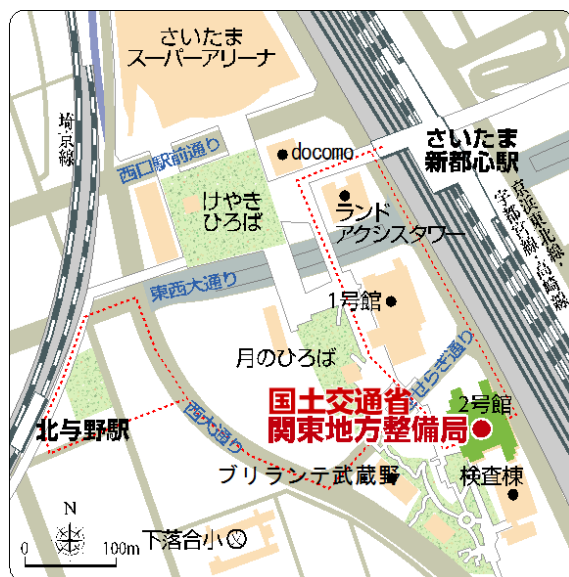 さいたま
スーパーアリーナ
埼京線
西口駅前通り
docomo
さいたま
新都心駅
けやき
ひろば
ランド
アクシスタワー
京浜東北線・
宇都宮線・高崎線
東西大通り
1号館
月のひろば
せせらぎ通り
国土交通省
関東地方整備局
2号館
北与野駅
西大通り
ブリランテ武蔵野
検査棟
N
0 100m
下落合小
文